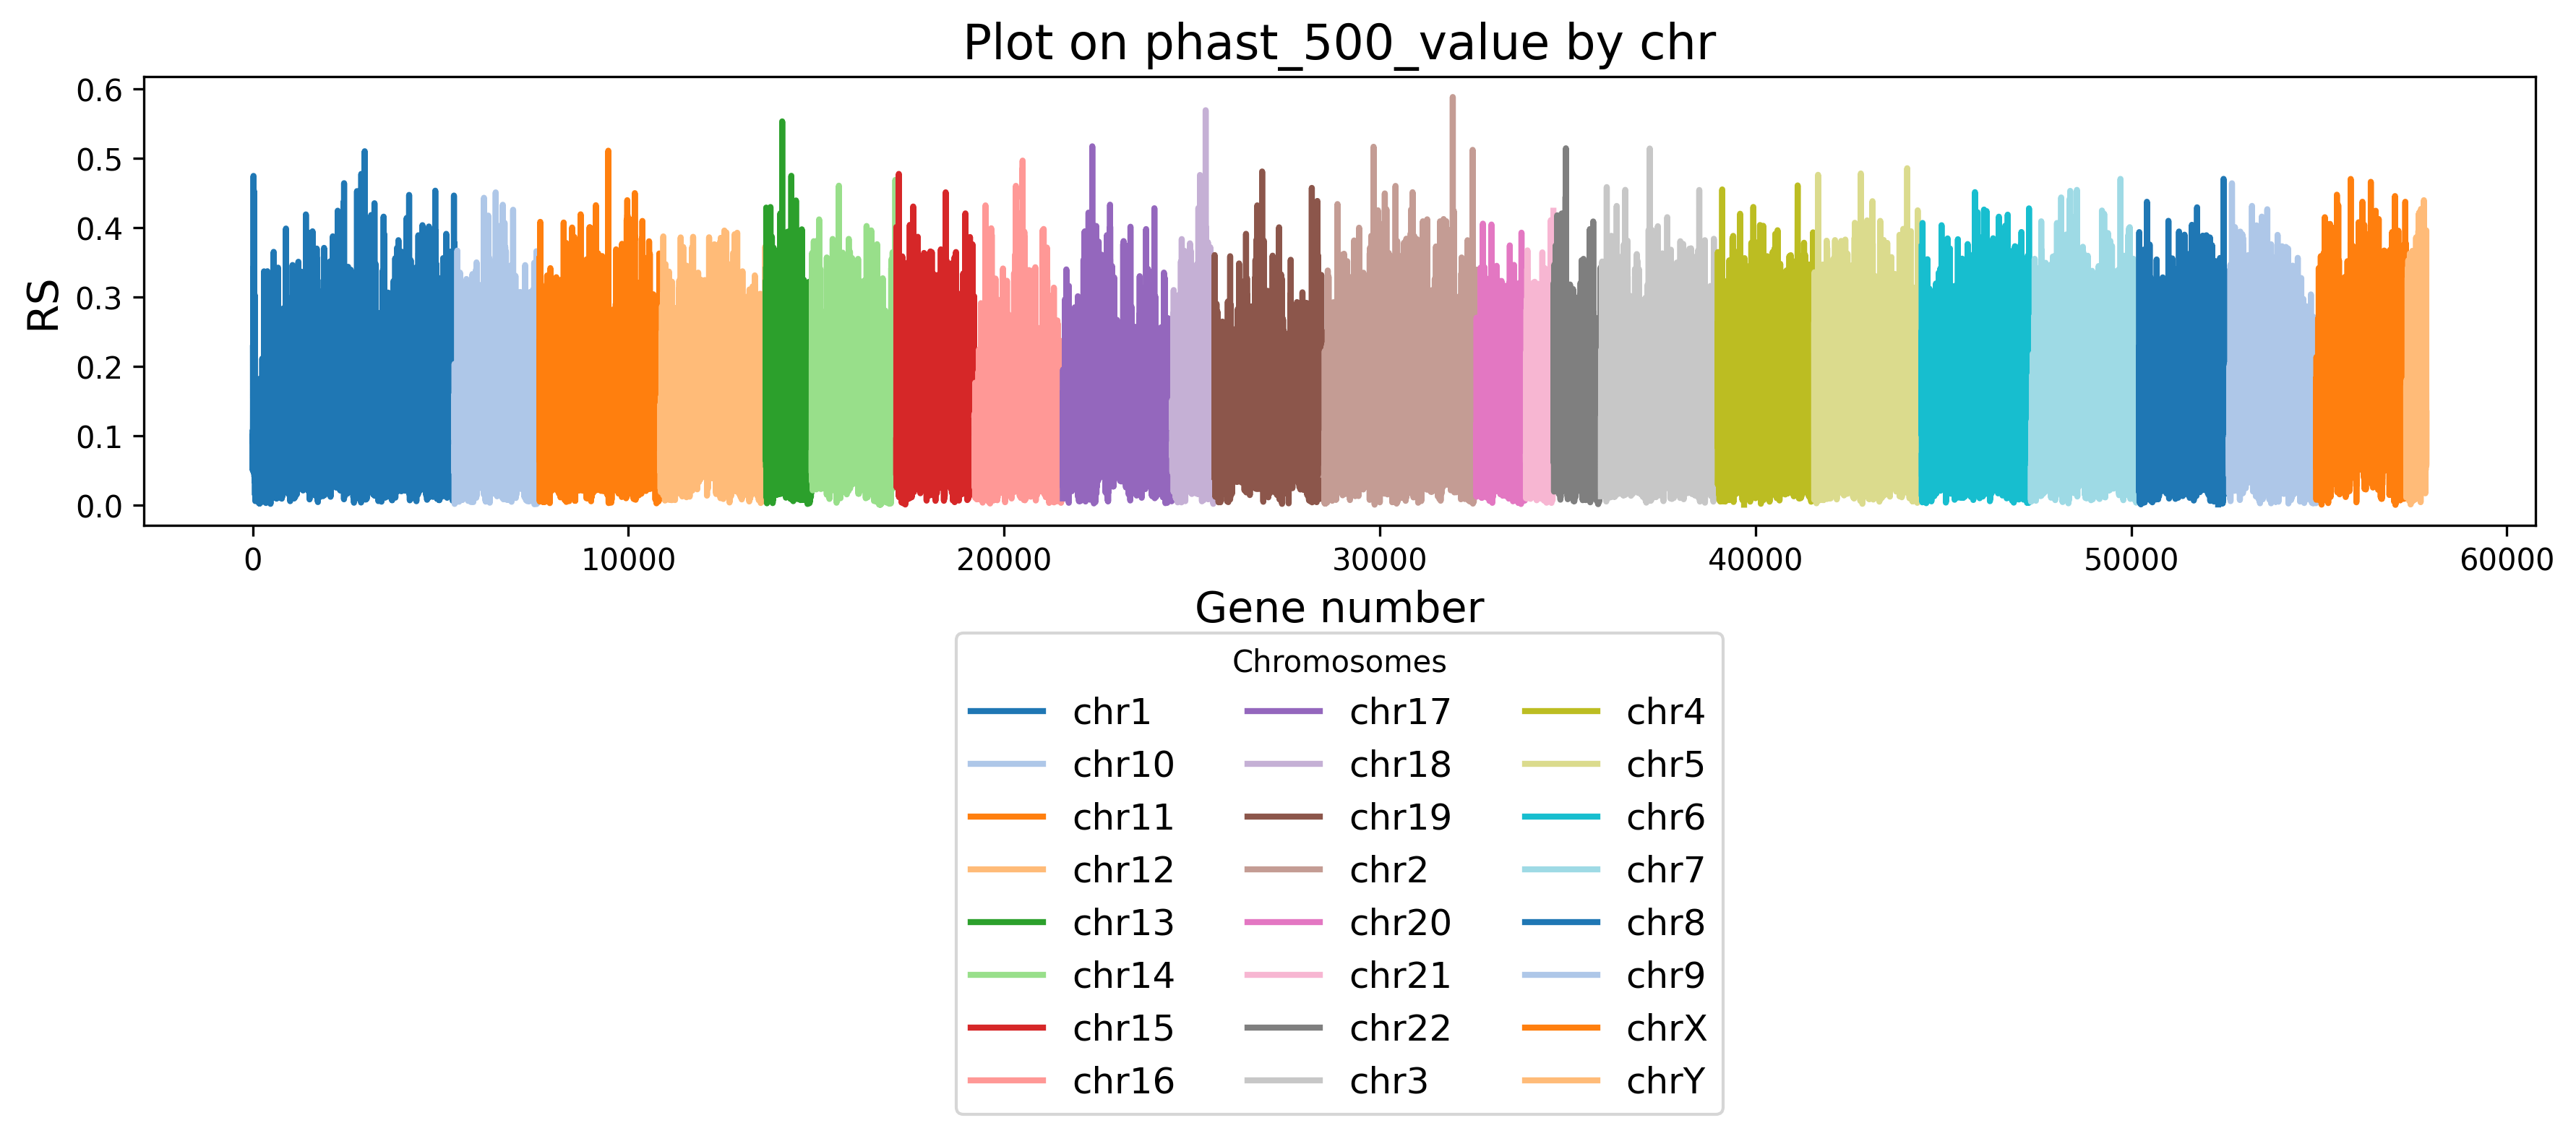 Plot on phast_500_value by chr
RS
0.6
0.5
0.4
0.3
0.2
0.1
0.0
0 10000 20000 30000 40000 50000 60000
Gene number
Chromosomes
chr1 chr17 chr4
chr10 chr18 chr5
chr11 chr19 chr6
chr12 chr2 chr7
chr13 chr20 chr8
chr14 chr21 chr9
chr15 chr22 chrX
chr16 chr3 chrY